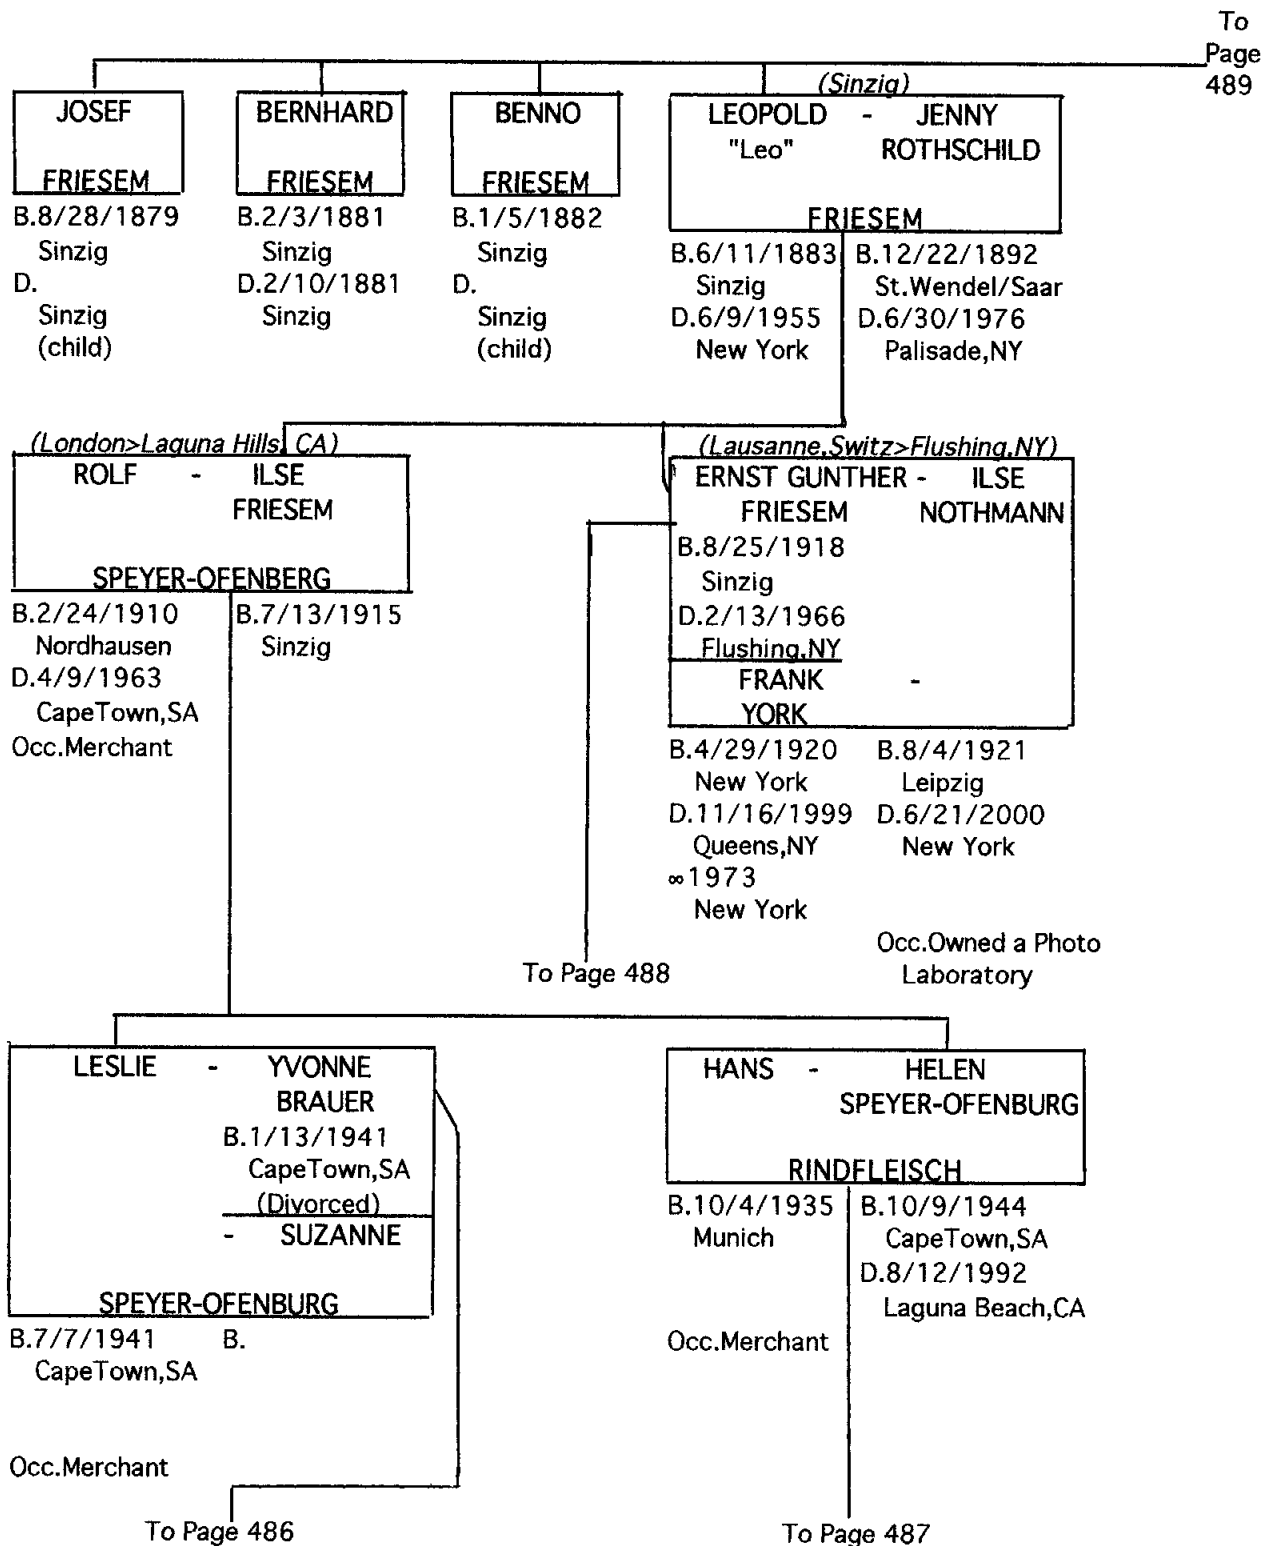 To
Page
489
JOSEF
FRIESEM
B.8/28/1879
Sinzig
D.
Sinzig
(child)
BERNHARD
FRIESEM
B.2/3/1881
Sinzig
D.2/10/1881
Sinzig
BENNO
FRIESEM
B.1/5/1882
Sinzig
D.
Sinzig
(child)
(Sinzig)
LEOPOLD - JENNY
"Leo" ROTHSCHILD
FRIESEM
B.6/11/1883 B.12/22/1892
Sinzig St.Wendel/Saar
D.6/9/1955 D.6/30/1976
New York Palisade,NY
(London>Laguna Hills, CA)
ROLF - ILSE
FRIESEM
SPEYER-OFENBERG
B.2/24/1910 B.7/13/1915
Nordhausen Sinzig
D.4/9/1963
CapeTown,SA
Occ.Merchant
(Lausanne,Switz>Flushing,NY)
ERNST GUNTHER - ILSE
FRIESEM NOTHMANN
B.8/25/1918
Sinzig
D.2/13/1966
Flushing,NY
FRANK -
YORK
B.4/29/1920 B.8/4/1921
New York Leipzig
D.11/16/1999 D.6/21/2000
Queens,NY New York
∞1973
New York
Occ.Owned a Photo
Laboratory
To Page 488
LESLIE - YVONNE
BRAUER
B.1/13/1941
CapeTown,SA
(Divorced)
- SUZANNE
SPEYER-OFENBURG
B.7/7/1941 B.
CapeTown,SA
Occ.Merchant
To Page 486
HANS - HELEN
SPEYER-OFENBURG
RINDFLEISCH
B.10/4/1935 B.10/9/1944
Munich CapeTown,SA
D.8/12/1992
Laguna Beach,CA
Occ.Merchant
To Page 487